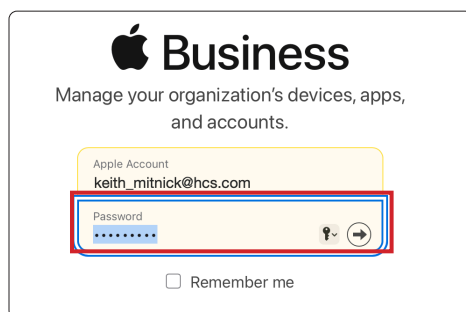 Business
Manage your organization's devices, apps,
and accounts.
Apple Account
keith_mitnick@hcs.com
Password
•••••••••
Remember me